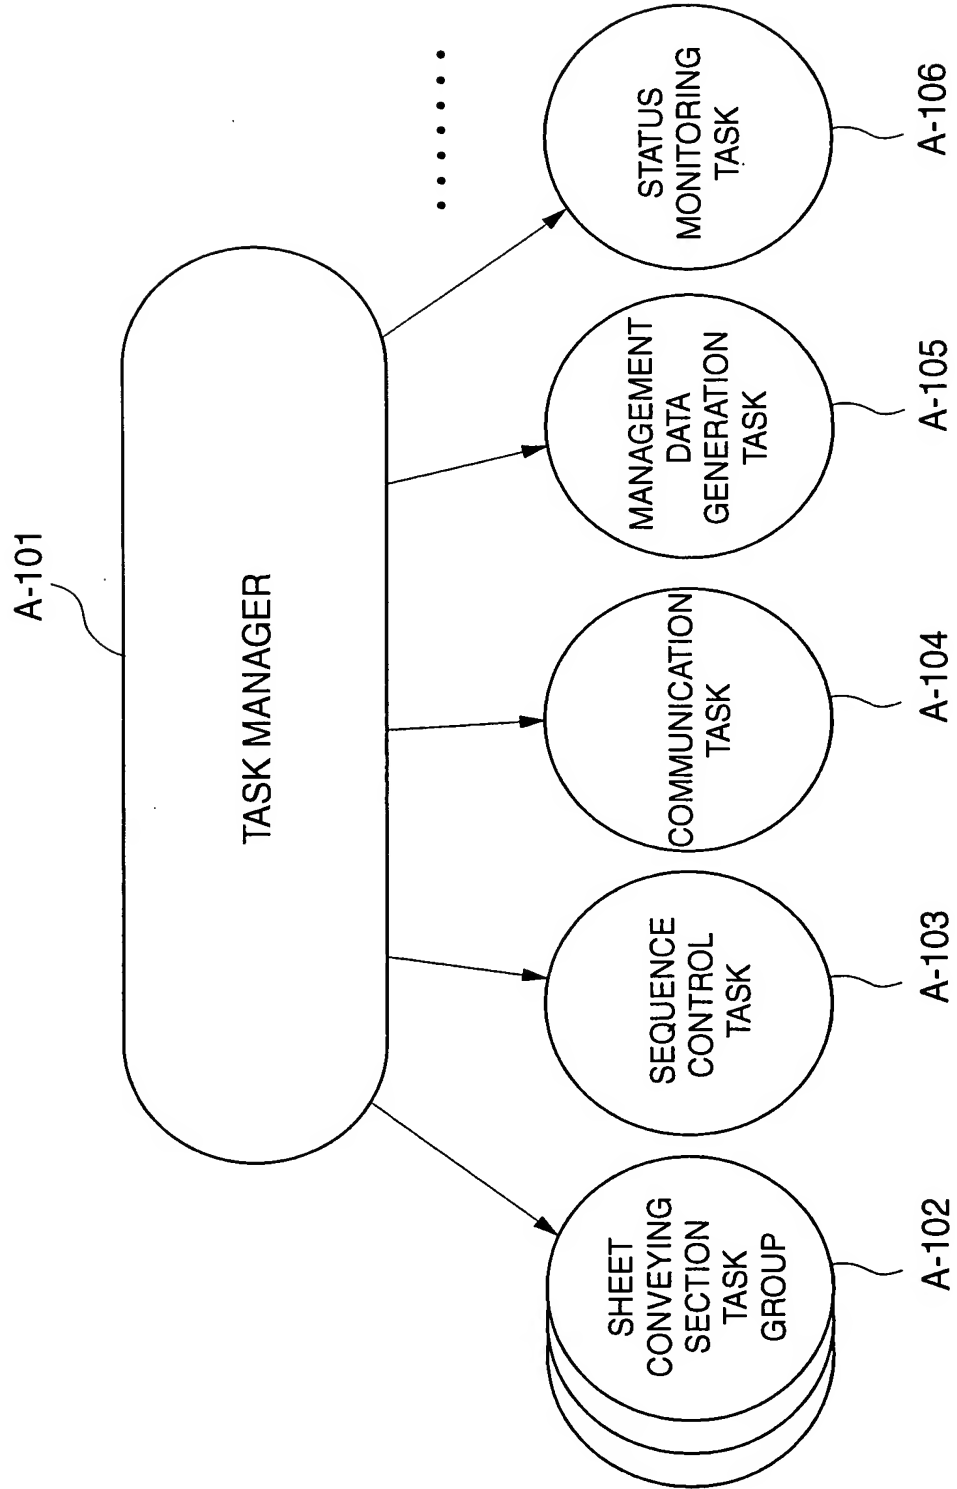 A-101
TASK MANAGER
......
SHEET
CONVEYING
SECTION
TASK
GROUP
A-102
SEQUENCE
CONTROL
TASK
A-103
COMMUNICATION
TASK
A-104
MANAGEMENT
DATA
GENERATION
TASK
A-105
STATUS
MONITORING
TASK
A-106